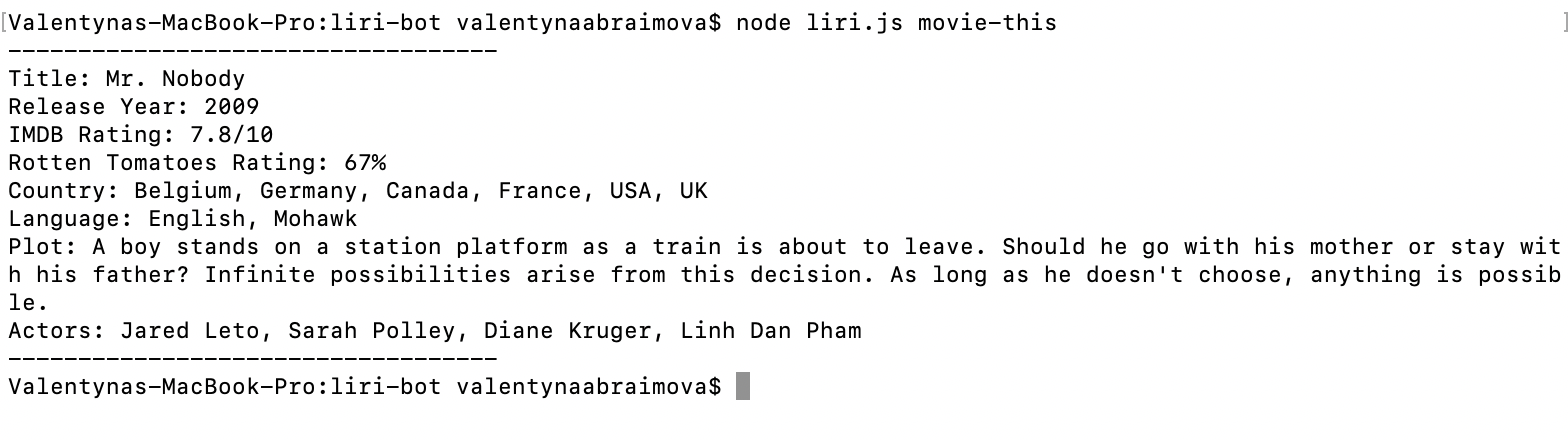 [Valentynas-MacBook-Pro:liri-bot valentynaabraimova$ node liri.js movie-this ]
-----------------------------------
Title: Mr. Nobody
Release Year: 2009
IMDB Rating: 7.8/10
Rotten Tomatoes Rating: 67%
Country: Belgium, Germany, Canada, France, USA, UK
Language: English, Mohawk
Plot: A boy stands on a station platform as a train is about to leave. Should he go with his mother or stay wit
h his father? Infinite possibilities arise from this decision. As long as he doesn't choose, anything is possib
le.
Actors: Jared Leto, Sarah Polley, Diane Kruger, Linh Dan Pham
-----------------------------------
Valentynas-MacBook-Pro:liri-bot valentynaabraimova$